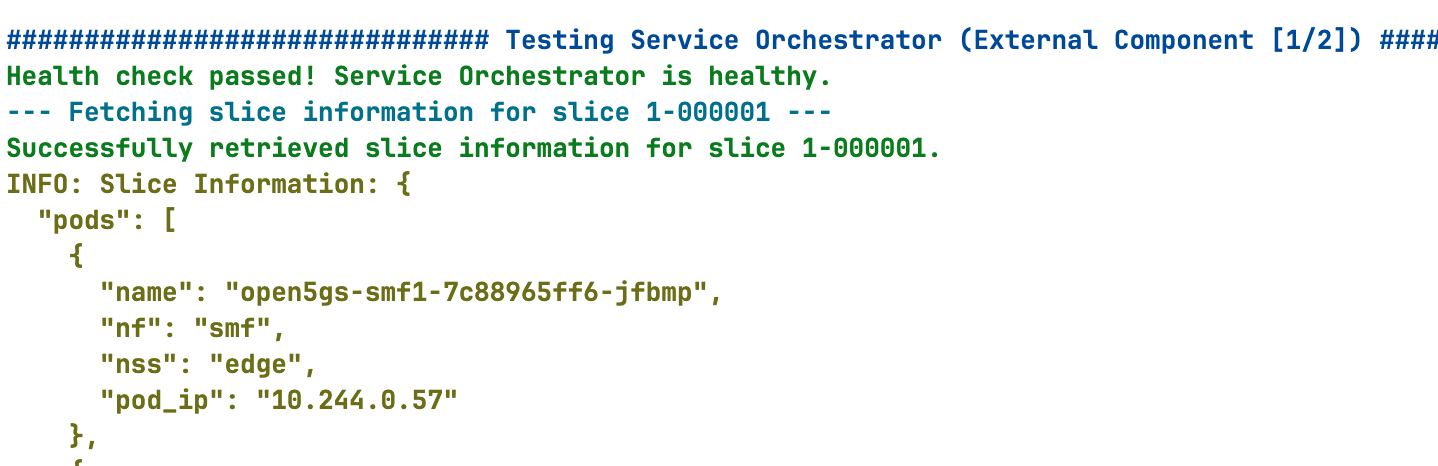 ############################### Testing Service Orchestrator (External Component [1/2]) ####
Health check passed! Service Orchestrator is healthy.
--- Fetching slice information for slice 1-000001 ---
Successfully retrieved slice information for slice 1-000001.
INFO: Slice Information: {
  "pods": [
    {
      "name": "open5gs-smf1-7c88965ff6-jfbmp",
      "nf": "smf",
      "nss": "edge",
      "pod_ip": "10.244.0.57"
    },
    {